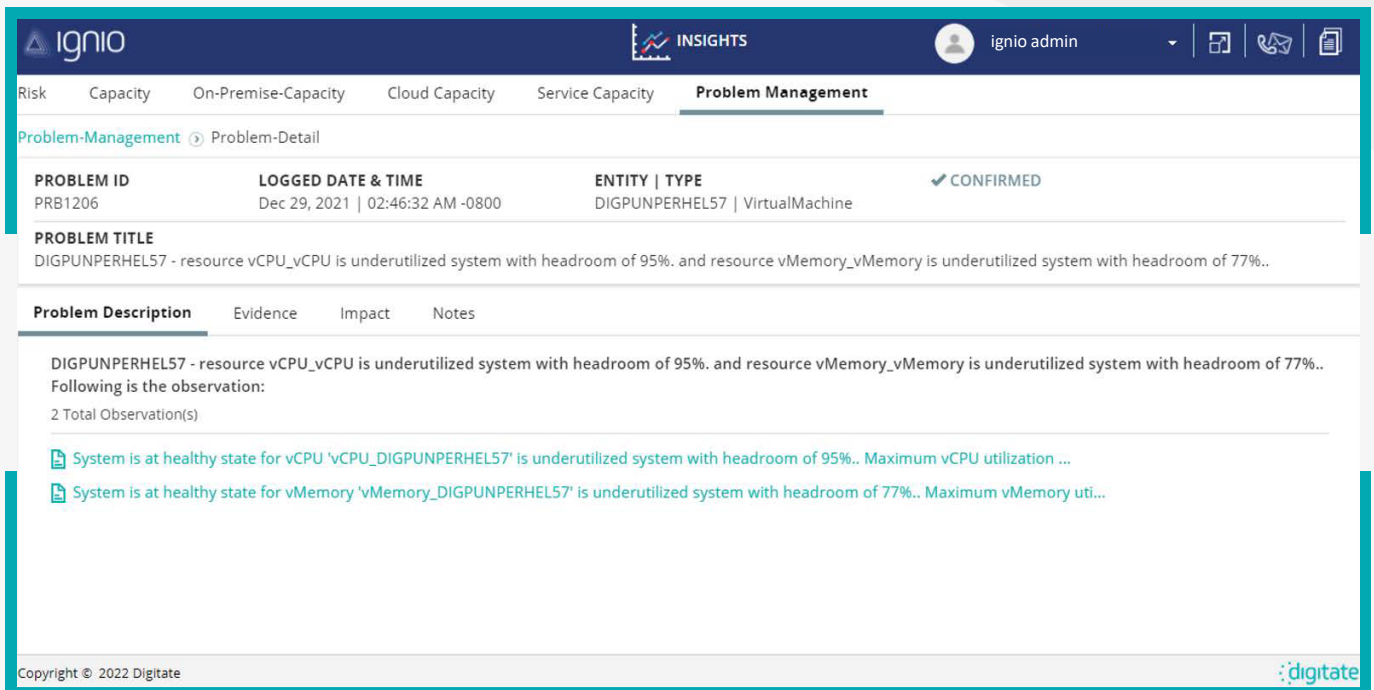 ignio
INSIGHTS
ignio admin
Risk Capacity On-Premise-Capacity Cloud Capacity Service Capacity Problem Management
Problem-Management Problem-Detail
PROBLEM ID LOGGED DATE & TIME ENTITY | TYPE CONFIRMED
PRB1206 Dec 29, 2021 | 02:46:32 AM -0800 DIGPUNPERHEL57 | VirtualMachine
PROBLEM TITLE
DIGPUNPERHEL57 - resource vCPU_vCPU is underutilized system with headroom of 95%. and resource vMemory_vMemory is underutilized system with headroom of 77%..
Problem Description Evidence Impact Notes
DIGPUNPERHEL57 - resource vCPU_vCPU is underutilized system with headroom of 95%. and resource vMemory_vMemory is underutilized system with headroom of 77%..
Following is the observation:
2 Total Observation(s)
System is at healthy state for vCPU 'vCPU_DIGPUNPERHEL57' is underutilized system with headroom of 95%.. Maximum vCPU utilization ...
System is at healthy state for vMemory 'vMemory_DIGPUNPERHEL57' is underutilized system with headroom of 77%.. Maximum vMemory uti...
Copyright © 2022 Digitate
digitate